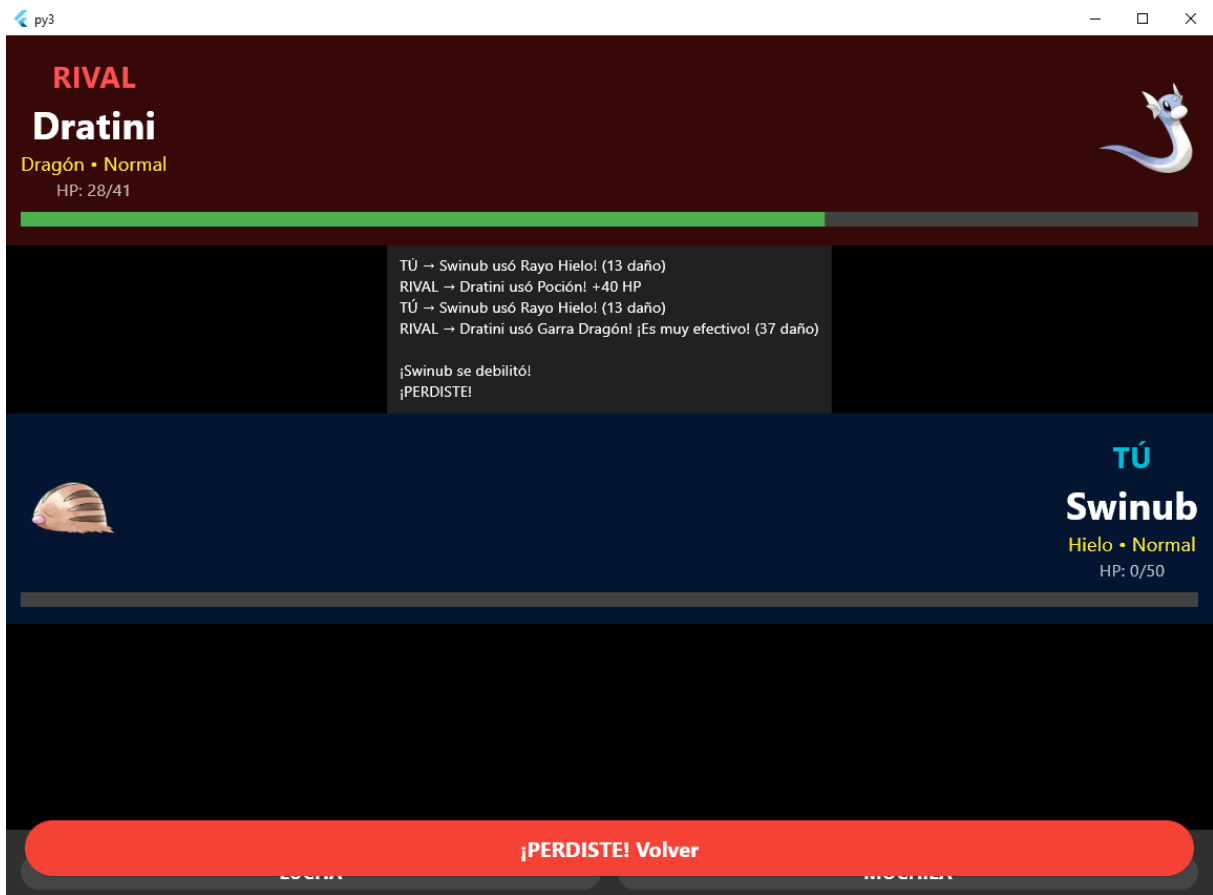 py3
RIVAL
Dratini
Dragón • Normal
HP: 28/41
TÚ → Swinub usó Rayo Hielo! (13 daño)
RIVAL → Dratini usó Poción! +40 HP
TÚ → Swinub usó Rayo Hielo! (13 daño)
RIVAL → Dratini usó Garra Dragón! ¡Es muy efectivo! (37 daño)
¡Swinub se debilitó!
¡PERDISTE!
TÚ
Swinub
Hielo • Normal
HP: 0/50
¡PERDISTE! Volver